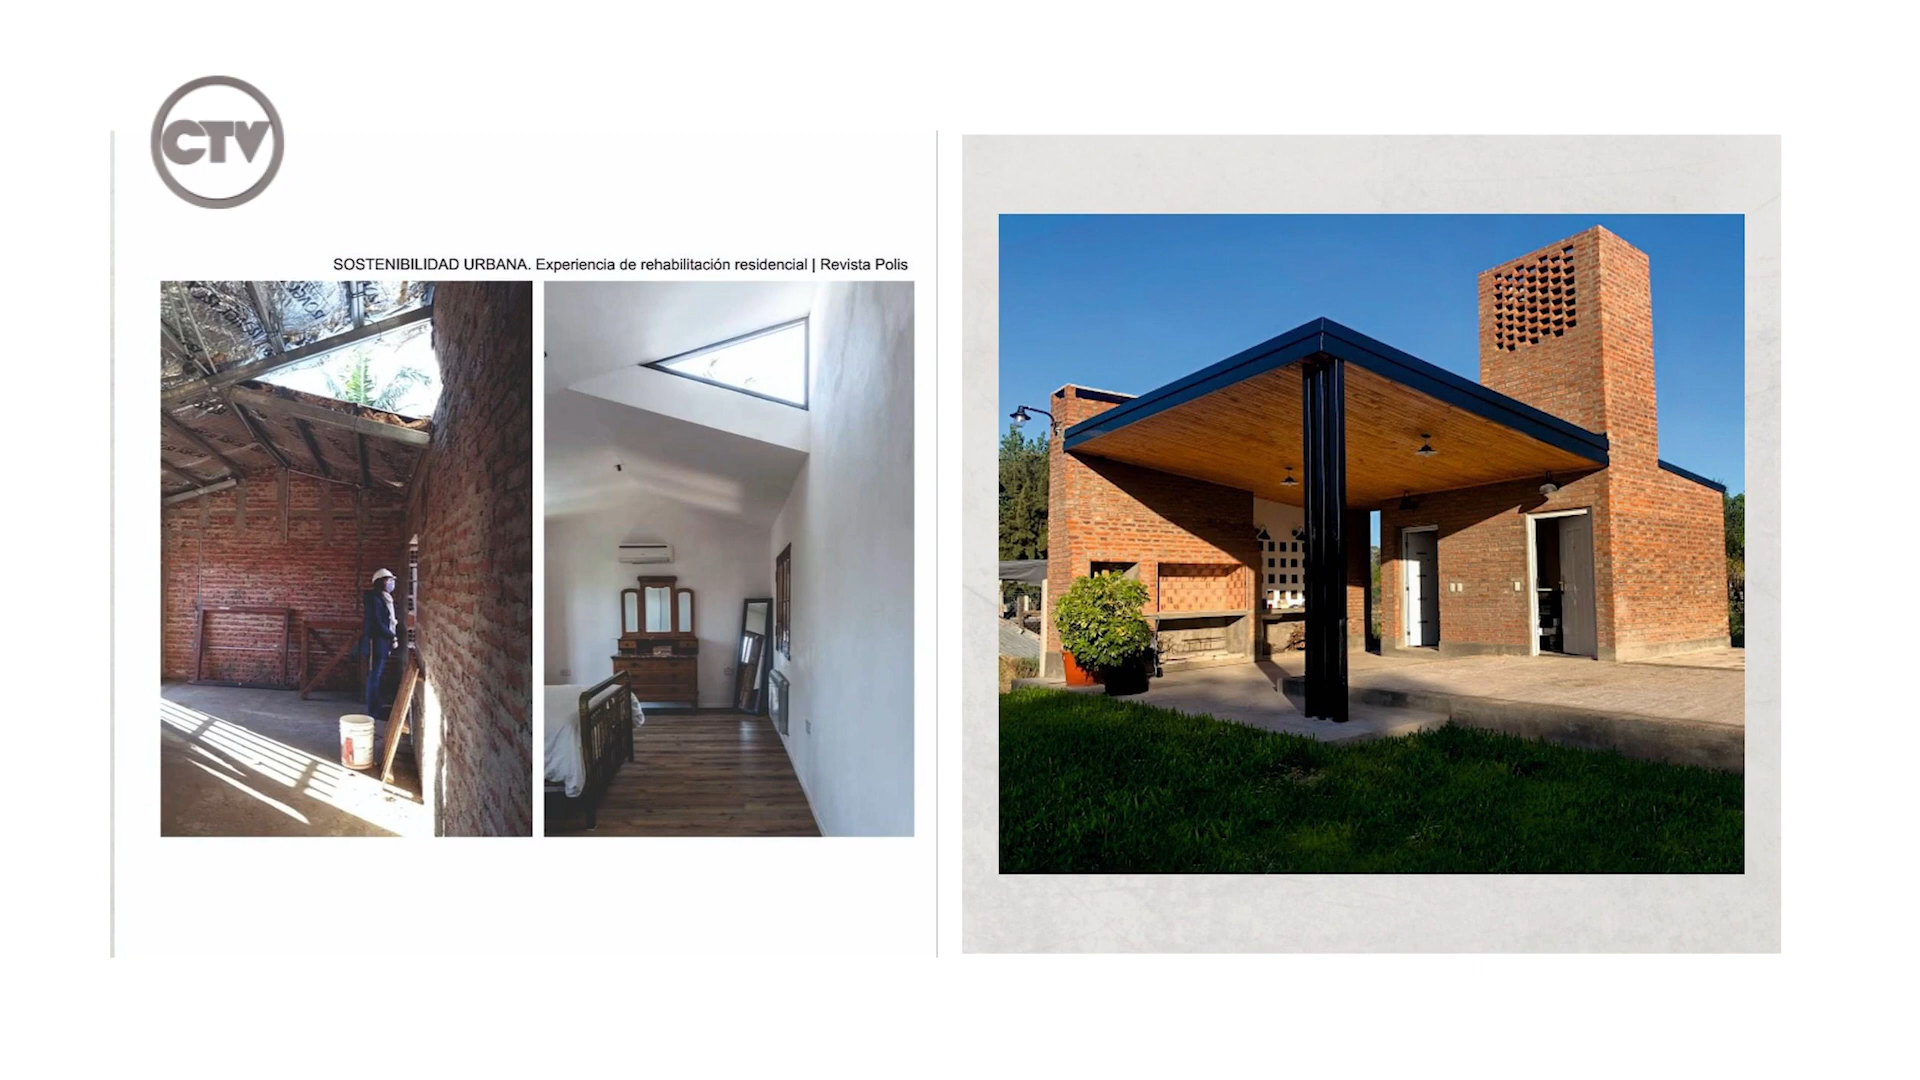 CTV
SOSTENIBILIDAD URBANA. Experiencia de rehabilitación residencial | Revista Polis